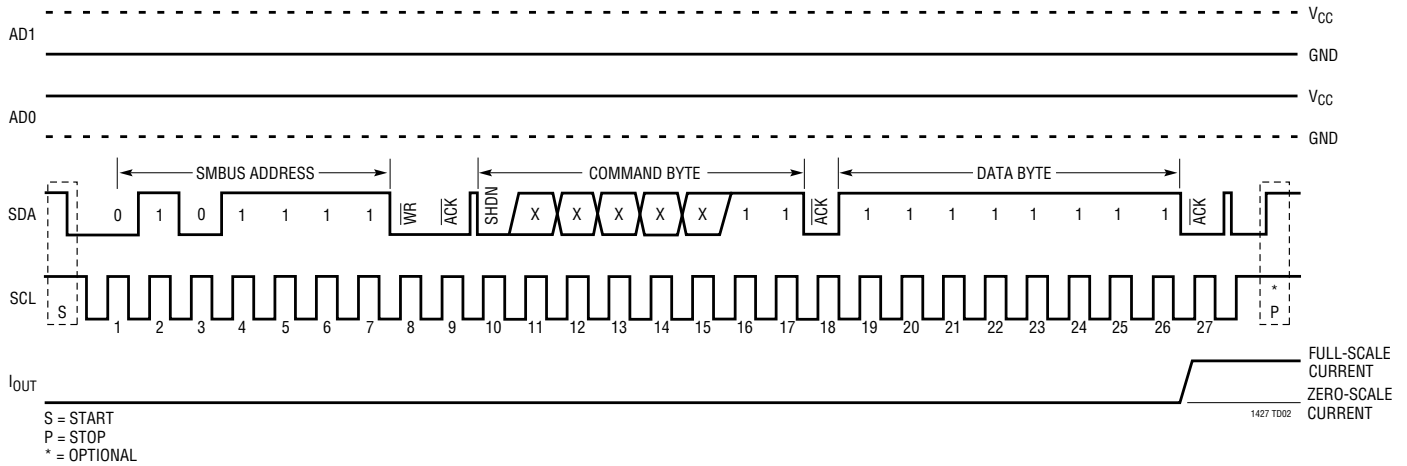 AD1
VCC
GND
AD0
VCC
GND
SMBUS ADDRESS
COMMAND BYTE
DATA BYTE
SDA
0 1 0 1 1 1 1 WR ACK SHDN X X X X X 1 1 ACK 1 1 1 1 1 1 1 1 ACK
SCL
S
* P
1 2 3 4 5 6 7 8 9 10 11 12 13 14 15 16 17 18 19 20 21 22 23 24 25 26 27
IOUT
FULL-SCALE
CURRENT
ZERO-SCALE
CURRENT
1427 TD02
S = START
P = STOP
* = OPTIONAL